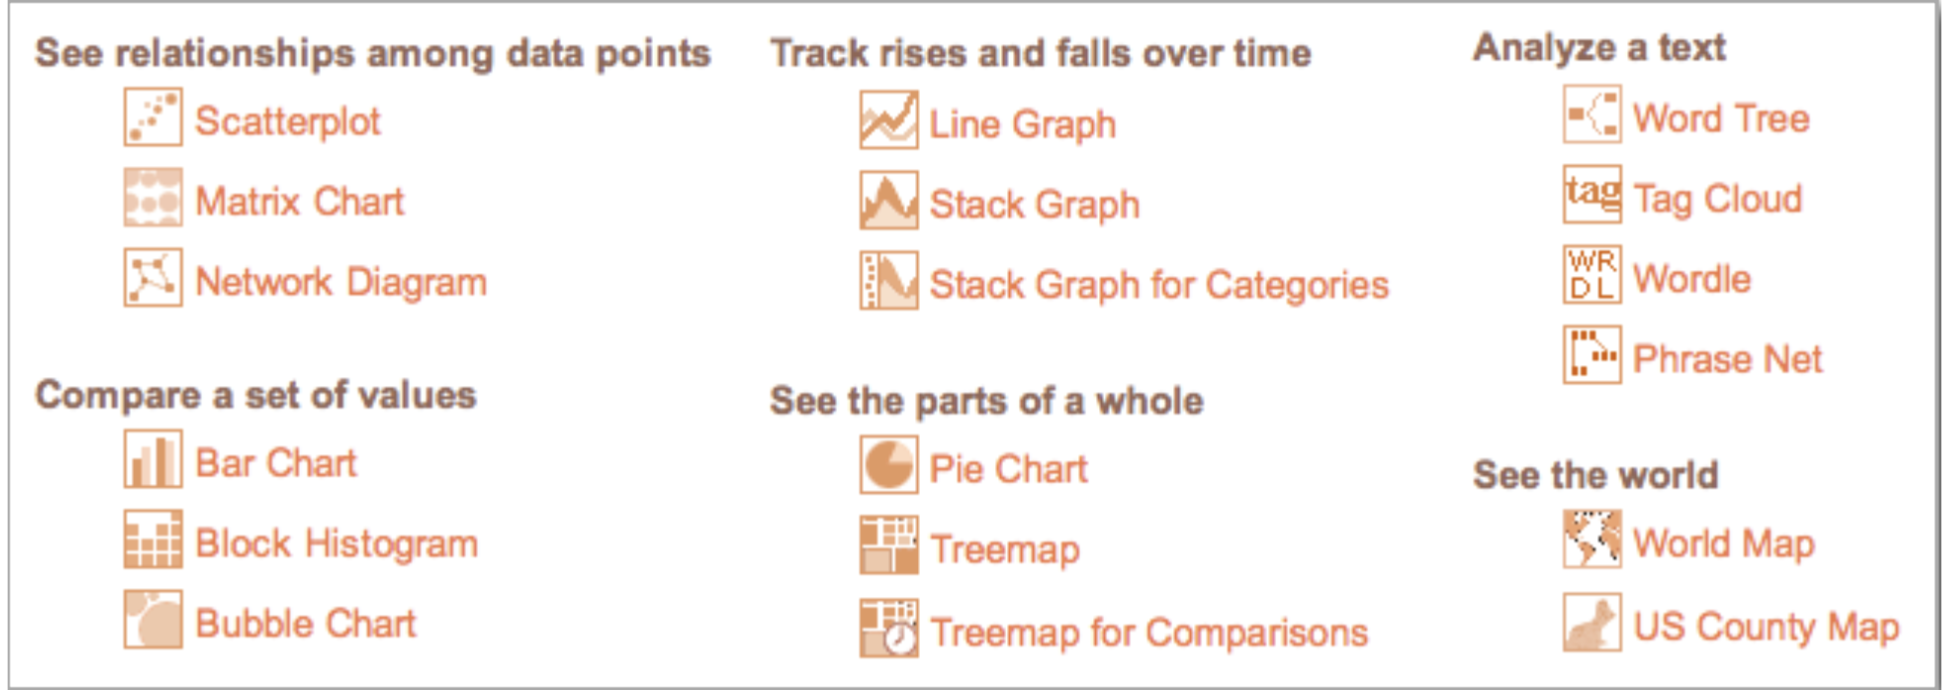 See relationships among data points
Scatterplot
Matrix Chart
Network Diagram
Compare a set of values
Bar Chart
Block Histogram
Bubble Chart
Track rises and falls over time
Line Graph
Stack Graph
Stack Graph for Categories
See the parts of a whole
Pie Chart
Treemap
Treemap for Comparisons
Analyze a text
Word Tree
tag Tag Cloud
WR
DL
Wordle
Phrase Net
See the world
World Map
US County Map